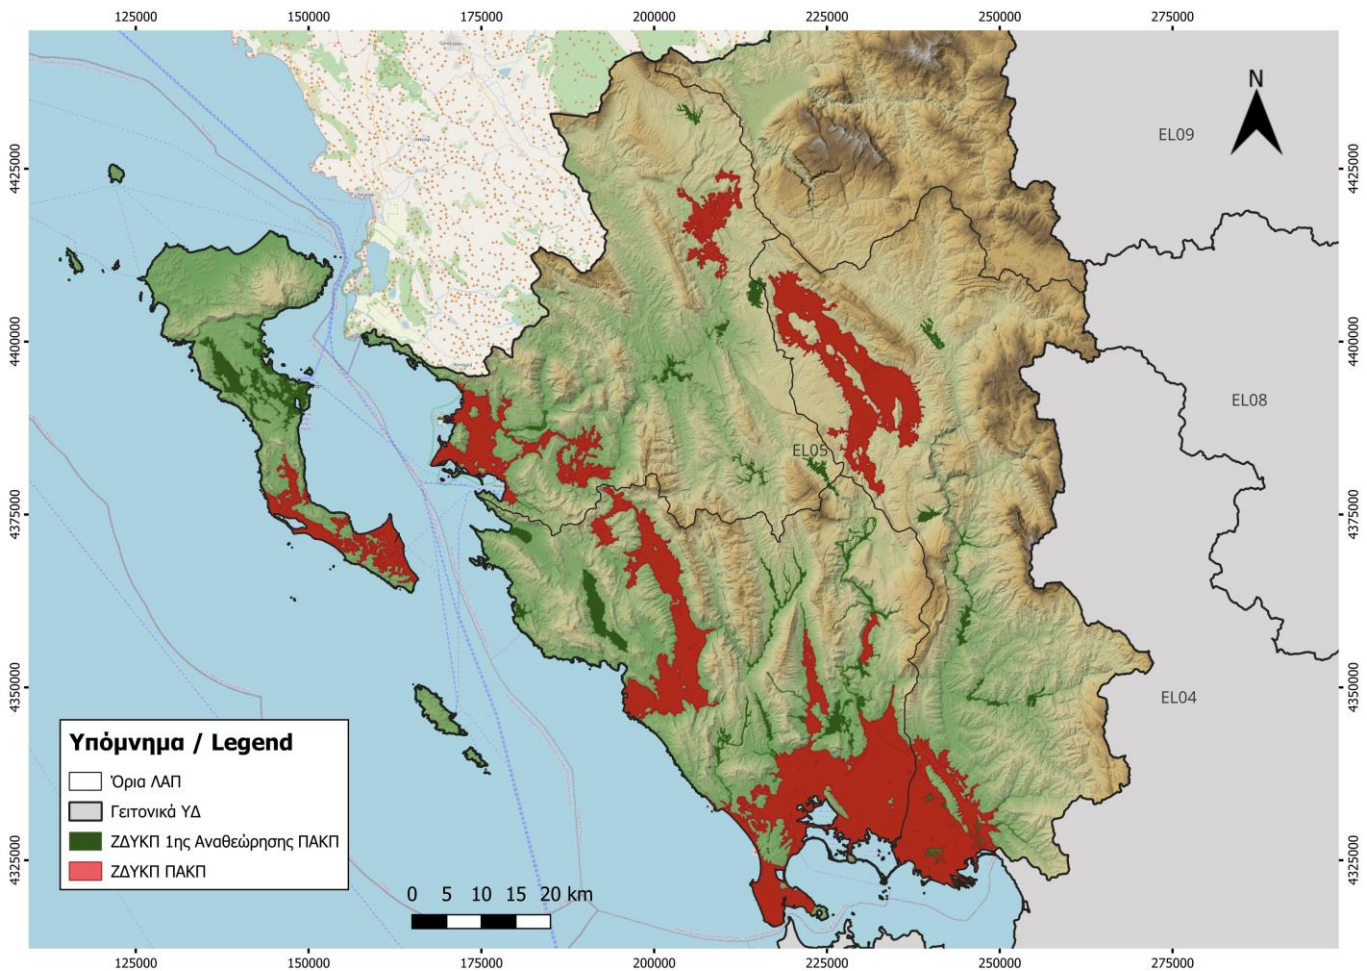 125000 150000 175000 200000 225000 250000 275000
4425000 4425000
4400000 4400000
4375000 4375000
4350000 4350000
4325000 4325000
N
EL09
EL08
EL05
EL04
Υπόμνημα / Legend
Όρια ΛΑΠ
Γειτονικά ΥΔ
ΖΔΥΚΠ 1ης Αναθεώρησης ΠΑΚΠ
ΖΔΥΚΠ ΠΑΚΠ
0 5 10 15 20 km
125000 150000 175000 200000 225000 250000 275000